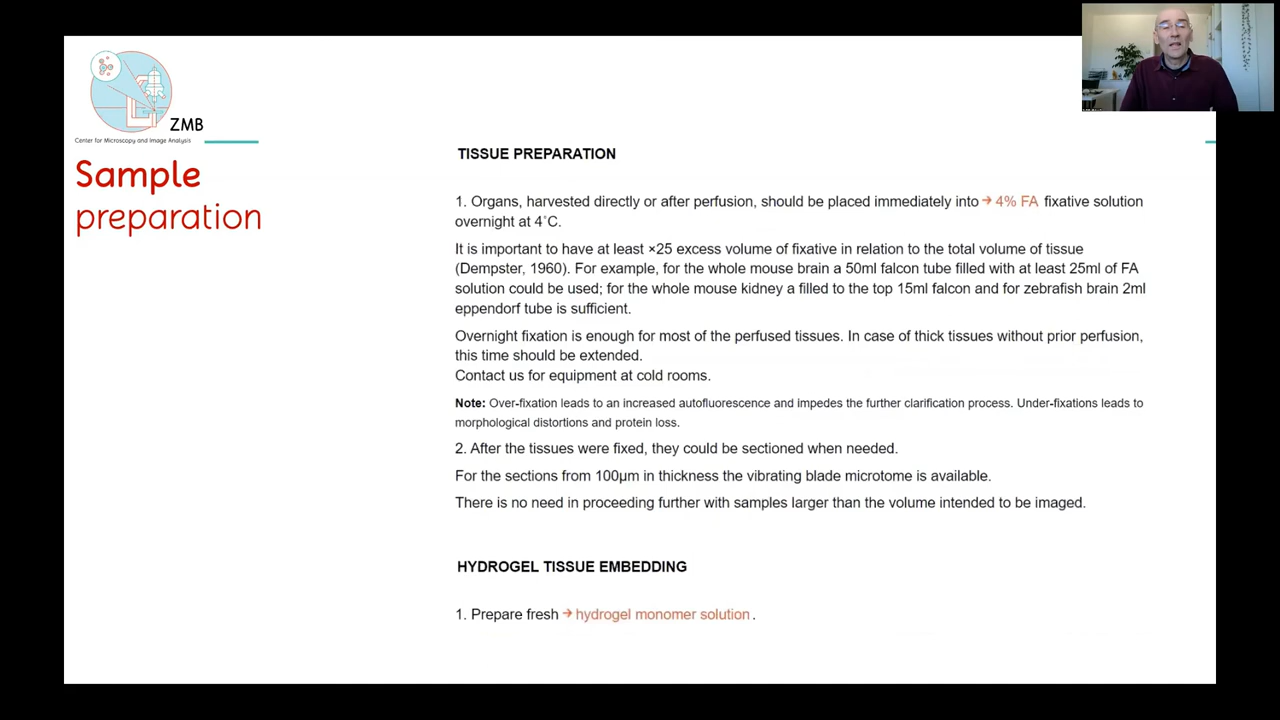 ZMB
Center for Microscopy and Image Analysis
Sample
preparation
TISSUE PREPARATION
1. Organs, harvested directly or after perfusion, should be placed immediately into → 4% FA fixative solution
overnight at 4˚C.
It is important to have at least ×25 excess volume of fixative in relation to the total volume of tissue
(Dempster, 1960). For example, for the whole mouse brain a 50ml falcon tube filled with at least 25ml of FA
solution could be used; for the whole mouse kidney a filled to the top 15ml falcon and for zebrafish brain 2ml
eppendorf tube is sufficient.
Overnight fixation is enough for most of the perfused tissues. In case of thick tissues without prior perfusion,
this time should be extended.
Contact us for equipment at cold rooms.
Note: Over-fixation leads to an increased autofluorescence and impedes the further clarification process. Under-fixations leads to
morphological distortions and protein loss.
2. After the tissues were fixed, they could be sectioned when needed.
For the sections from 100µm in thickness the vibrating blade microtome is available.
There is no need in proceeding further with samples larger than the volume intended to be imaged.
HYDROGEL TISSUE EMBEDDING
1. Prepare fresh → hydrogel monomer solution .